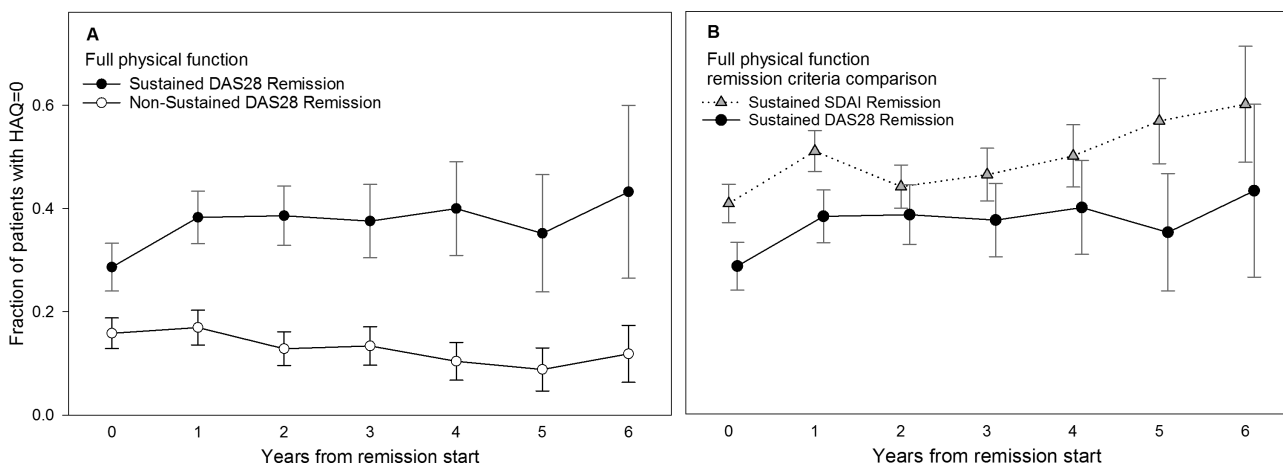 A
Full physical function
Sustained DAS28 Remission
Non-Sustained DAS28 Remission
Fraction of patients with HAQ=0
0.6
0.4
0.2
0.0
0 1 2 3 4 5 6
Years from remission start
B
Full physical function
remission criteria comparison
Sustained SDAI Remission
Sustained DAS28 Remission
0 1 2 3 4 5 6
Years from remission start